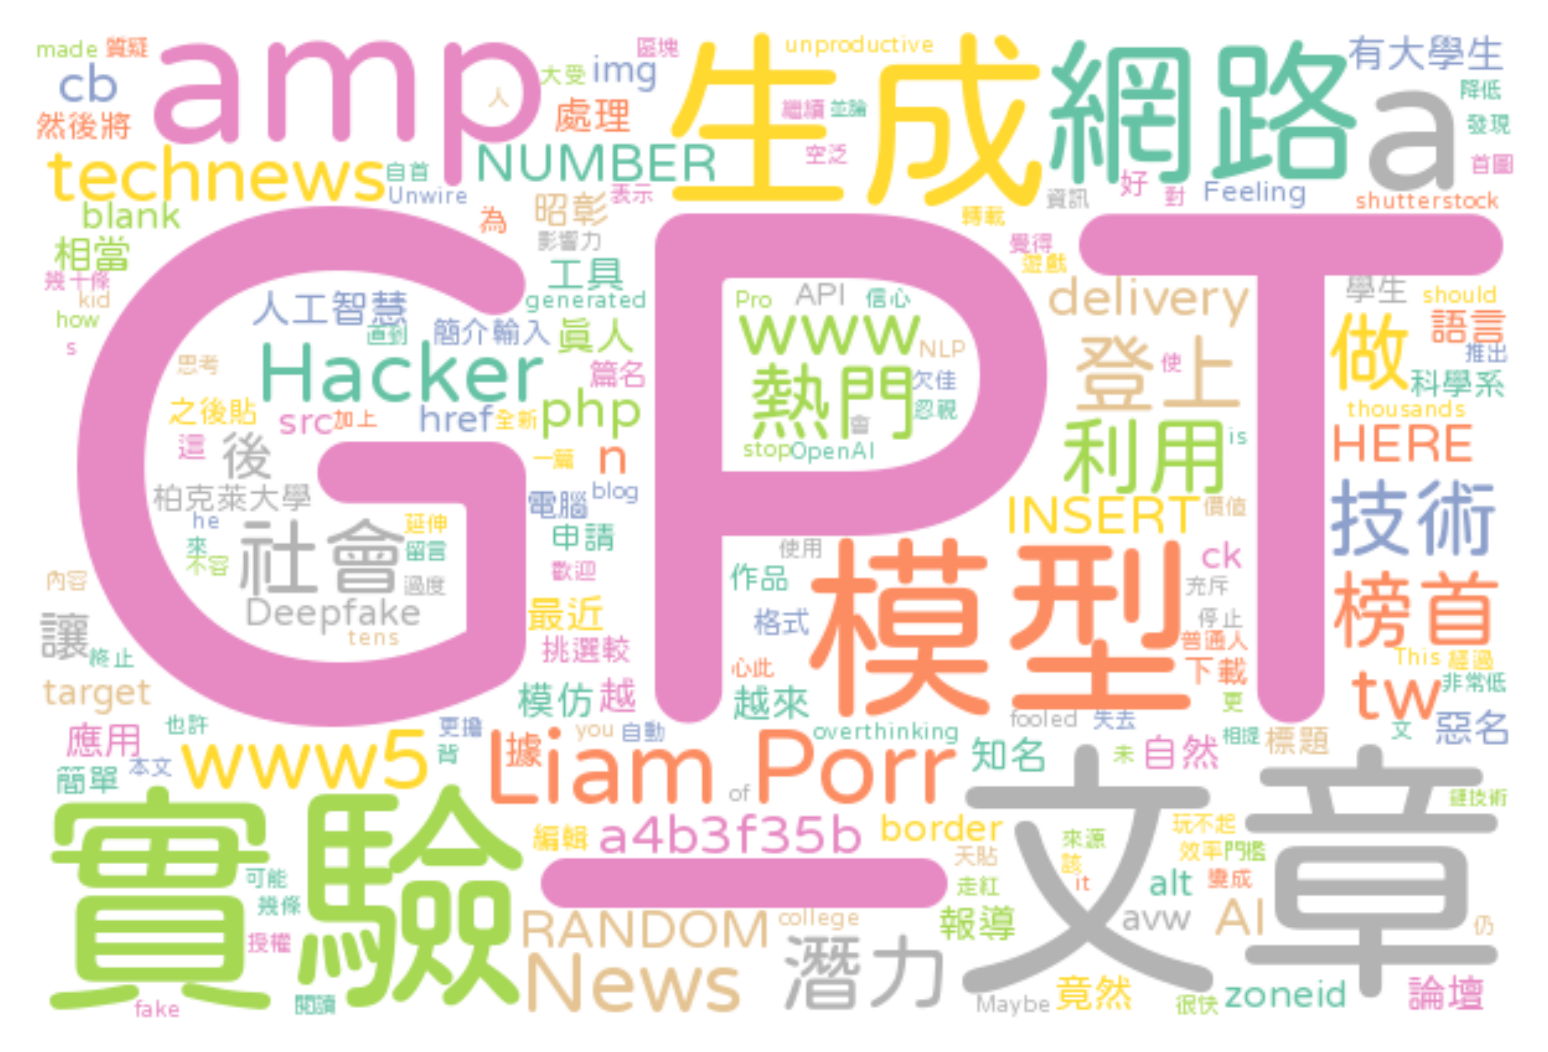 made 質疑 amp 區塊 生成 unproductive 網路 有大學生
cb 人 大受 img a 降低
然後將 處理 繼續 並論 發現
technews 自首 NUMBER 空泛 首圖
blank Unwire 昭彰 表示 資訊 好 對 Feeling shutterstock
相當 為 影響力 轉載
幾十條 GPT 工具 覺得 遊戲
kid 人工智慧 generated Pro API 信心 delivery 學生 should
how 直到 簡介輸入 真人 www NLP 登上 使 做 語言
s 思考 Hacker 篇名 熱門 欠佳 推出
之後貼 src 加上 href 全新 php 忽視 會 科學系
這 後 一篇 n stop OpenAI 利用 is thousands
柏克萊大學 電腦 blog INSERT 價值 HERE
he 社會 延伸 申請 使用 模型 ck 技術
來 不容 留言 歡迎 作品 充斥
內容 過度 最近 格式 停止 榜首
讓 Deepfake 挑選較 普通人
終止 tens 心此 下載 This 經過
target 模仿 越 越來 更 tw 非常低
應用 也許 更擔 you 自動 overthinking fooled 失去 相提 標題 文 惡名
簡單 本文 www5 背 據 Liam Porr 知名 未 自然
實驗 of 文章 鏈技術
編輯 a4b3f35b border 來源 玩不起
可能 一 天貼 該 效率 門檻
幾條 走紅 it alt 變成
授權 RANDOM college 報導 avw AI 仍
News 潛力
fake 閱讀 Maybe 竟然 很快 zoneid 論壇